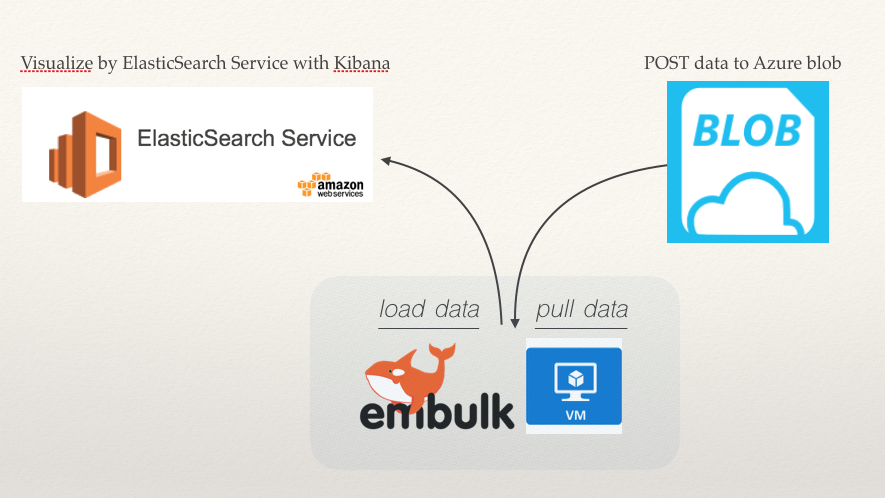 Visualize by ElasticSearch Service with Kibana
POST data to Azure blob
ElasticSearch Service
amazon
web services
BLOB
load data
pull data
embulk
VM